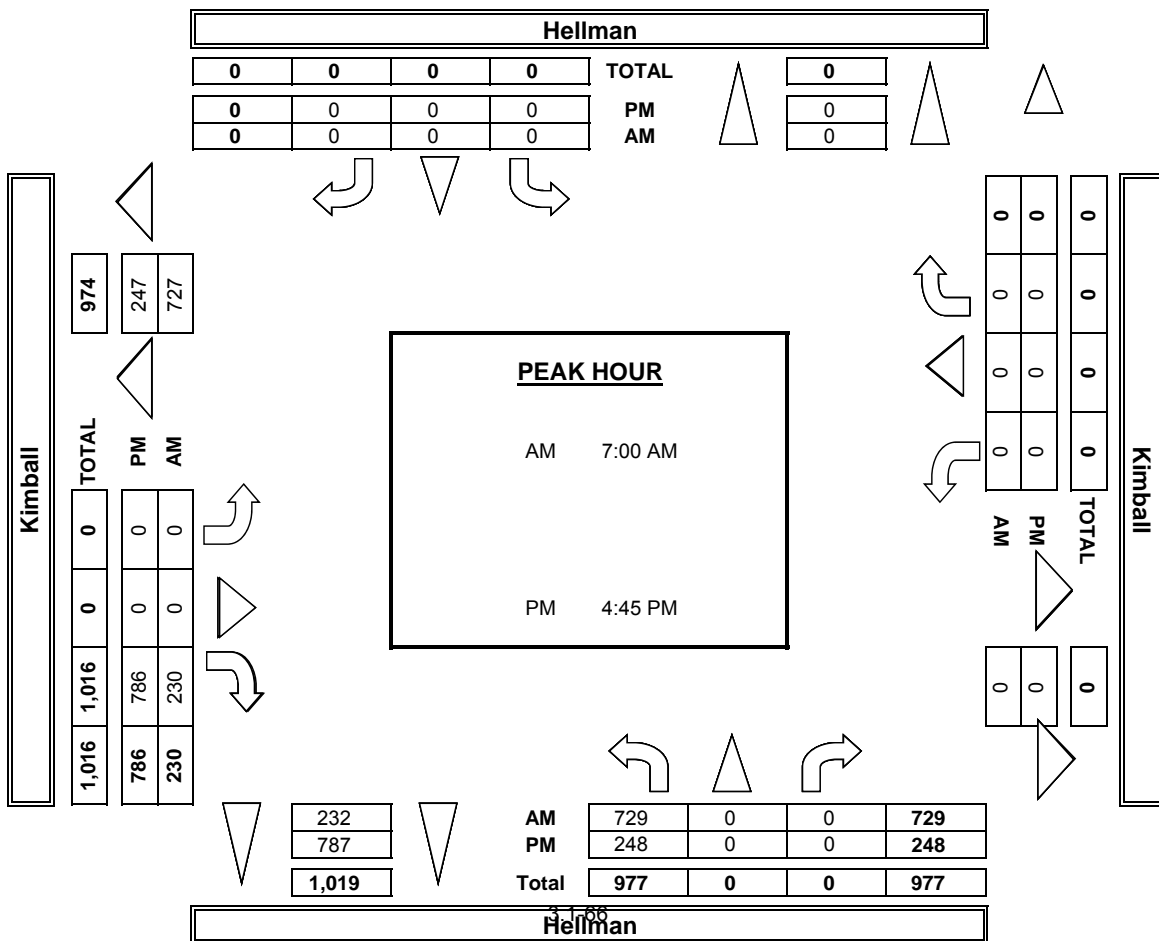 Hellman
0 0 0 0 TOTAL 0
0 0 0 0 PM 0
0 0 0 0 AM 0
Kimball
974
247
727
TOTAL
PM
AM
0 0 1,016 1,016
0 0 786 786
0 0 230 230
PEAK HOUR
AM 7:00 AM
PM 4:45 PM
0 0 0 0 TOTAL 0
0 0 0 0 PM 0
0 0 0 0 AM 0
Kimball
232 AM 729 0 0 729
787 PM 248 0 0 248
1,019 Total 977 0 0 977
3.1-66
Hellman